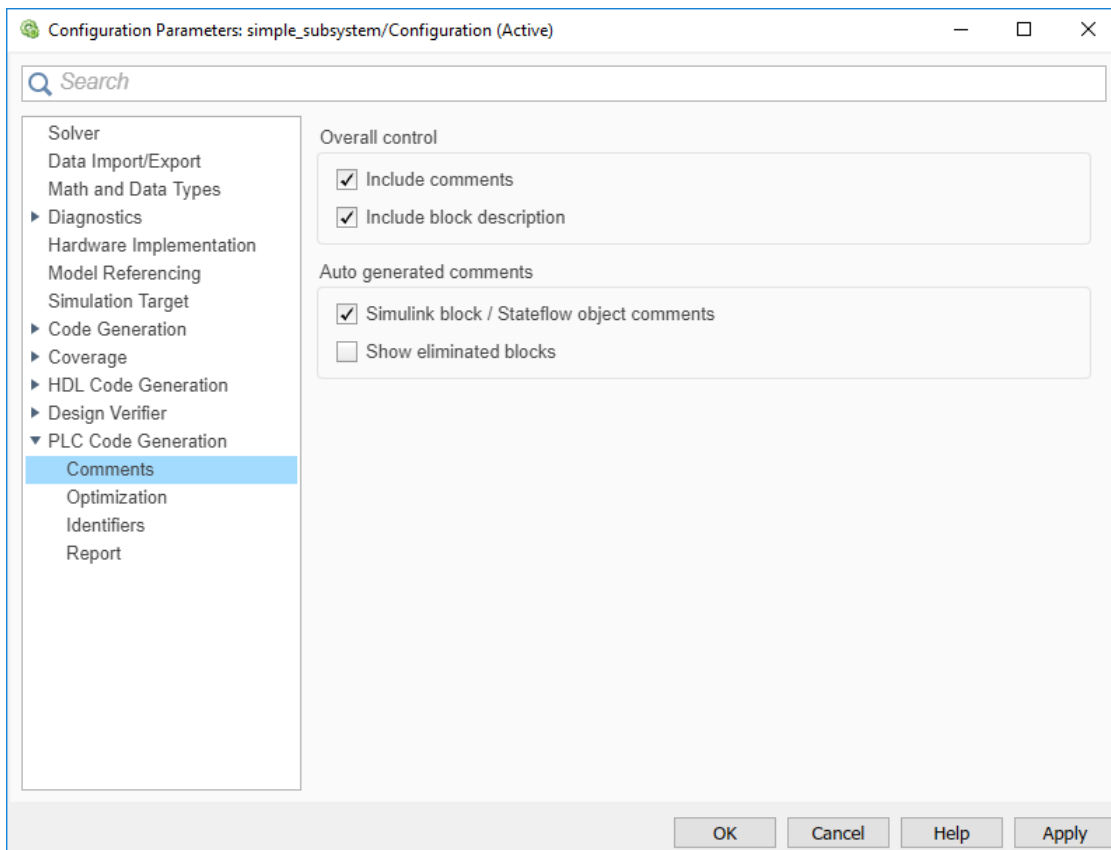 Configuration Parameters: simple_subsystem/Configuration (Active)
Search
Solver
Data Import/Export
Math and Data Types
Diagnostics
Hardware Implementation
Model Referencing
Simulation Target
Code Generation
Coverage
HDL Code Generation
Design Verifier
PLC Code Generation
Comments
Optimization
Identifiers
Report
Overall control
Include comments
Include block description
Auto generated comments
Simulink block / Stateflow object comments
Show eliminated blocks
OK Cancel Help Apply